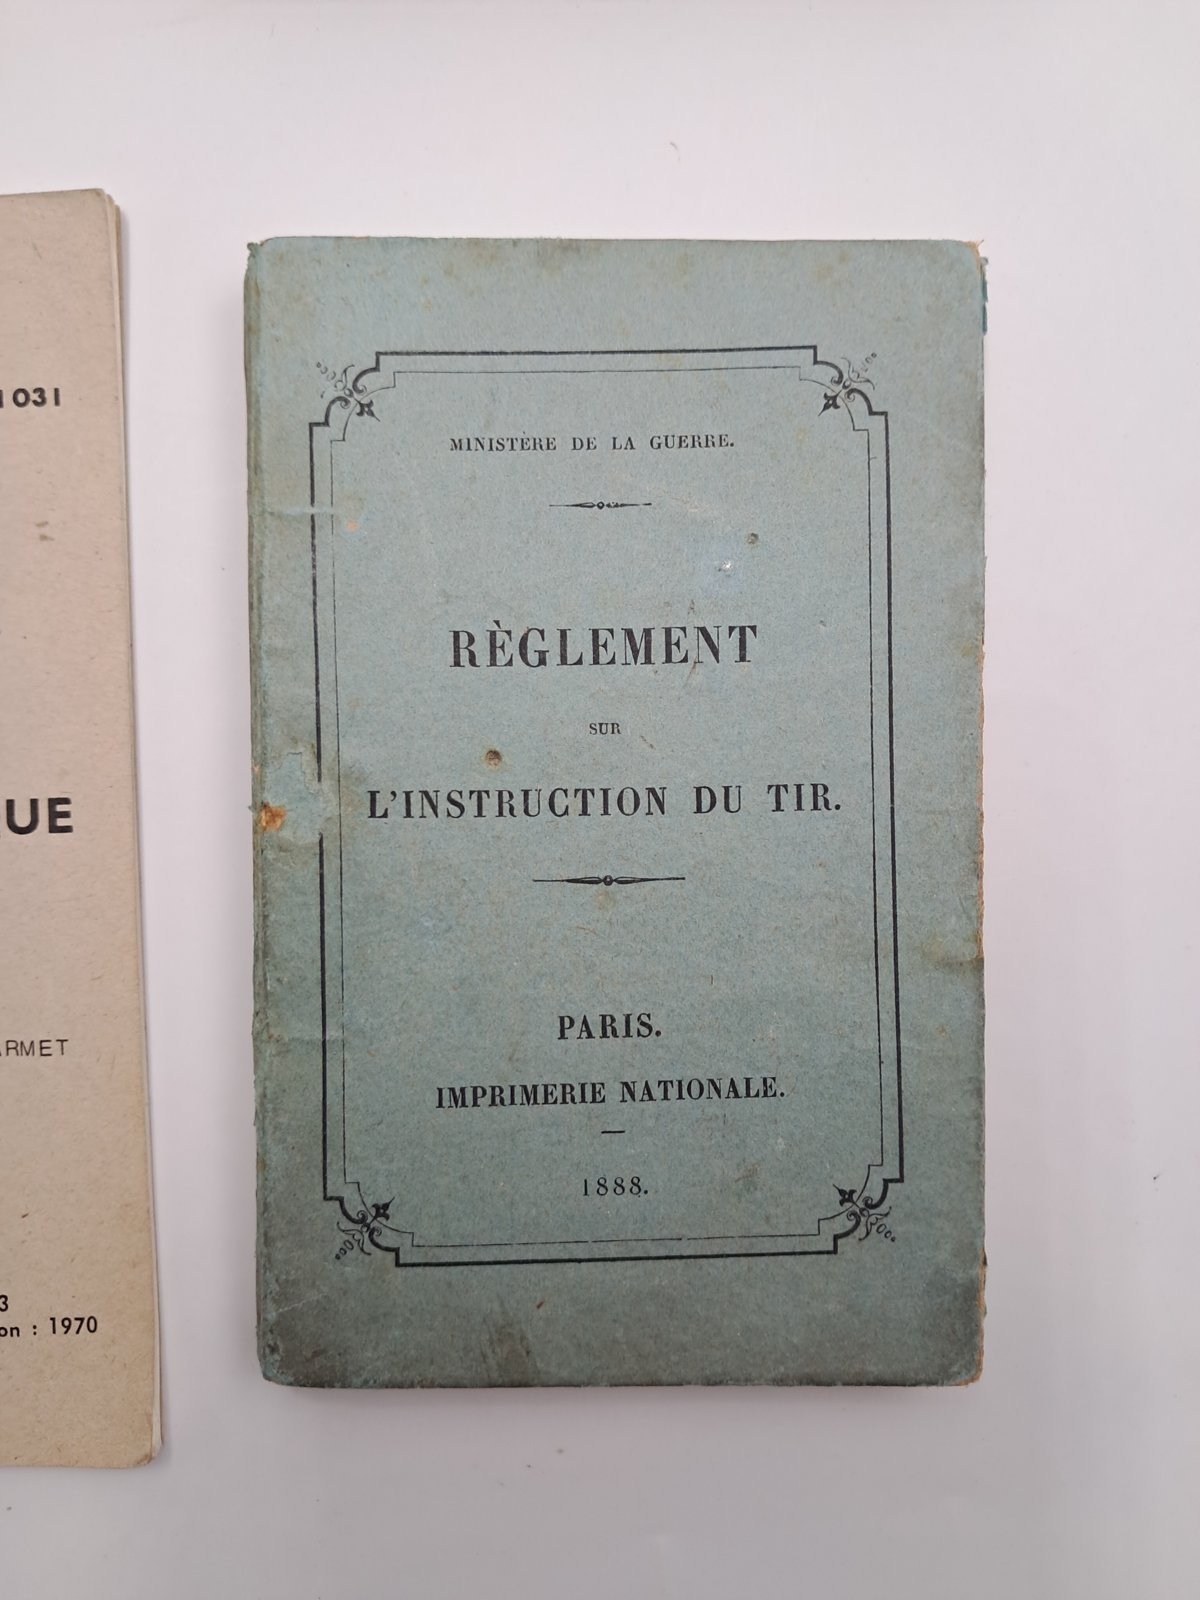 1031
UE
ARMET
3
on : 1970
MINISTÈRE DE LA GUERRE.
RÈGLEMENT
SUR
L'INSTRUCTION DU TIR.
PARIS.
IMPRIMERIE NATIONALE.
1888.